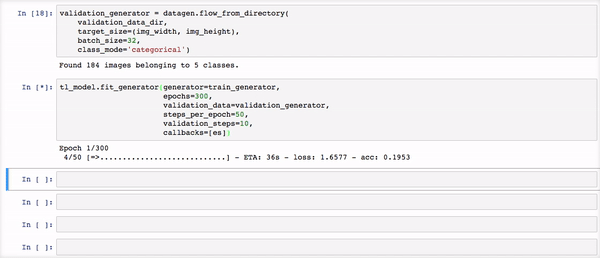 In [18]: validation_generator = datagen.flow_from_directory(
validation_data_dir,
target_size=(img_width, img_height),
batch_size=32,
class_mode='categorical')
Found 184 images belonging to 5 classes.
In [*]: tl_model.fit_generator(generator=train_generator,
epochs=300,
validation_data=validation_generator,
steps_per_epoch=50,
validation_steps=10,
callbacks=[es])
Epoch 1/300
4/50 [=>............................] - ETA: 36s - loss: 1.6577 - acc: 0.1953
In [ ]:
In [ ]:
In [ ]:
In [ ]: